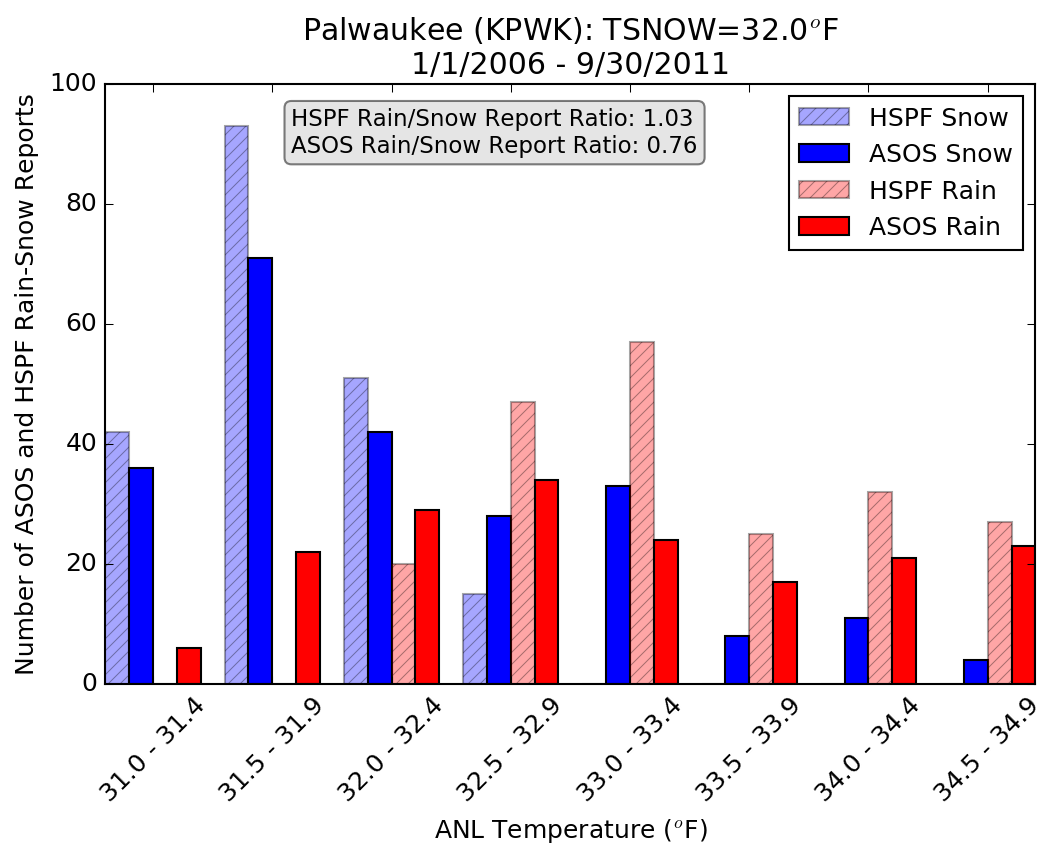 Palwaukee (KPWK): TSNOW=32.0°F
1/1/2006 - 9/30/2011
HSPF Rain/Snow Report Ratio: 1.03
ASOS Rain/Snow Report Ratio: 0.76
HSPF Snow
ASOS Snow
HSPF Rain
ASOS Rain
Number of ASOS and HSPF Rain-Snow Reports
100
80
60
40
20
0
31.0 - 31.4
31.5 - 31.9
32.0 - 32.4
32.5 - 32.9
33.0 - 33.4
33.5 - 33.9
34.0 - 34.4
34.5 - 34.9
ANL Temperature (°F)